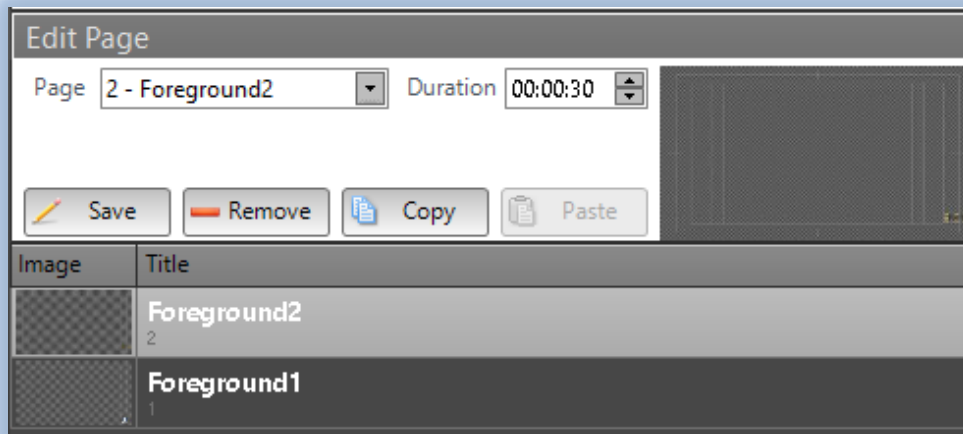 Edit Page
Page 2 - Foreground2 Duration 00:00:30
Save Remove Copy Paste
Image Title
Foreground2
2
Foreground1
1